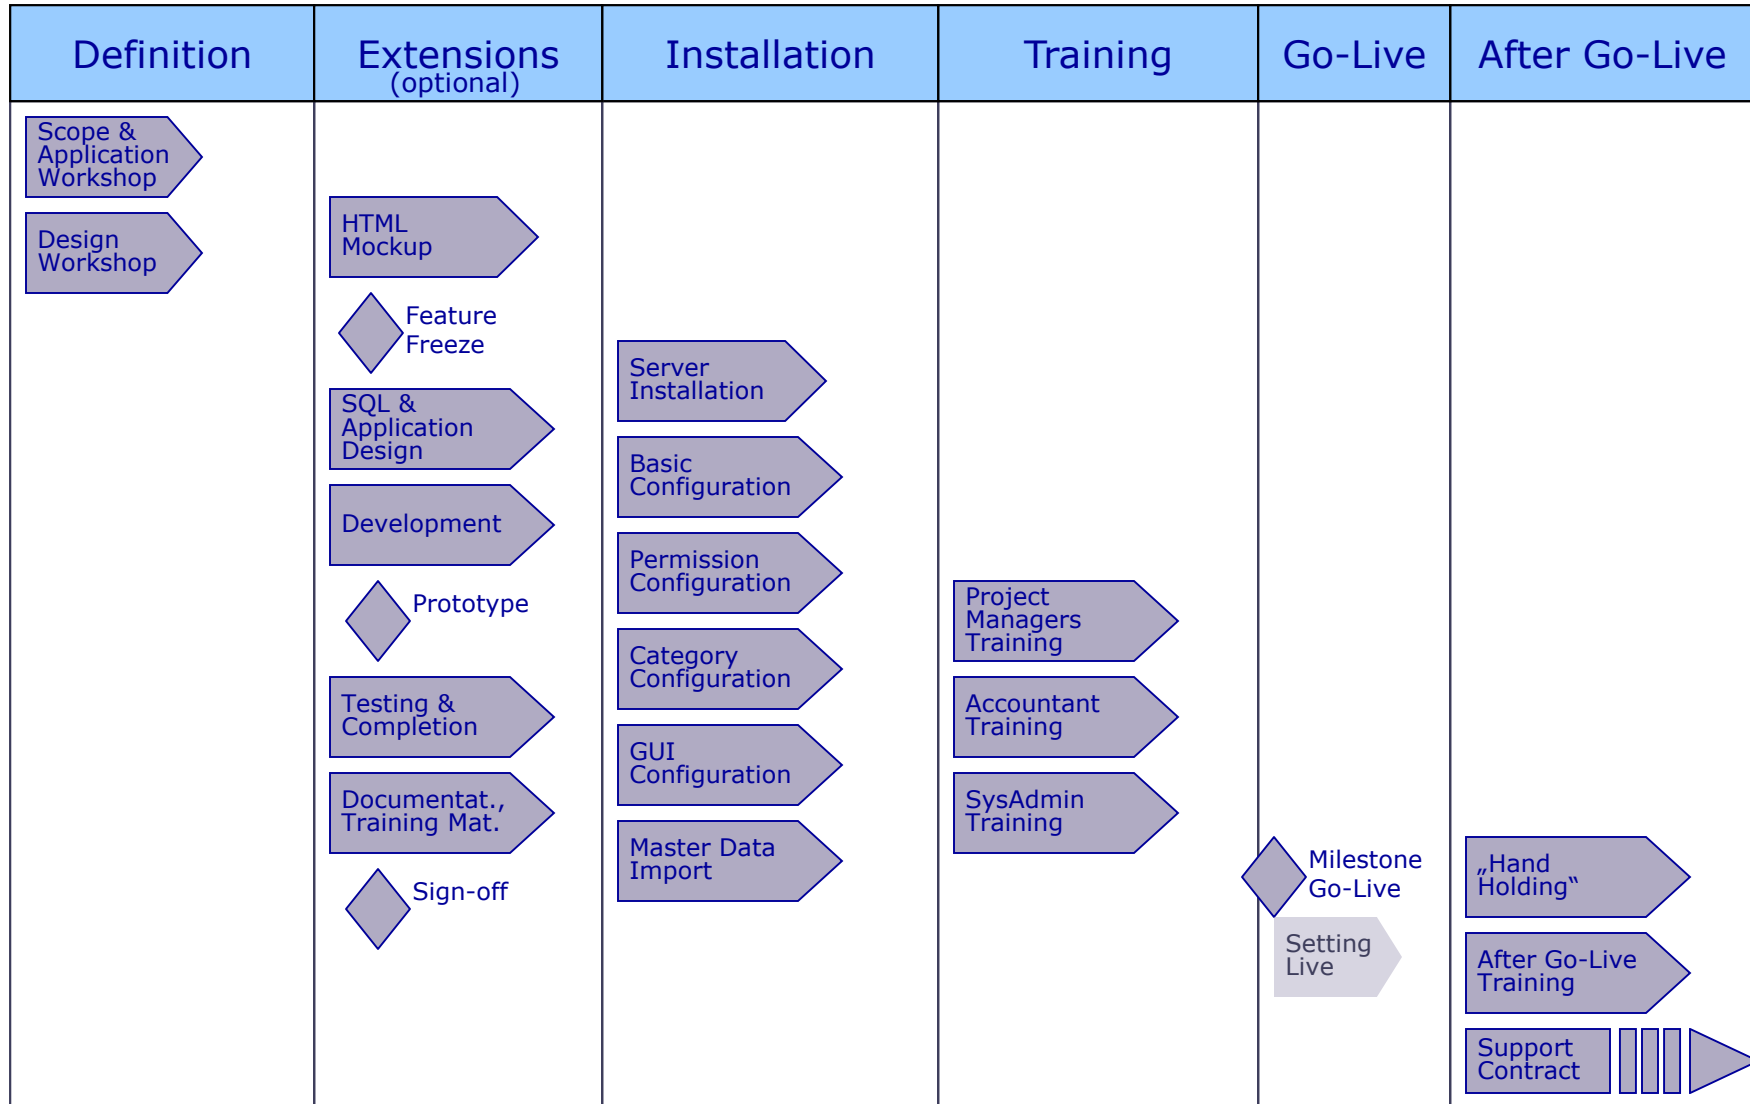 Definition
Extensions
(optional)
Installation
Training
Go-Live
After Go-Live
Scope &
Application
Workshop
Design
Workshop
HTML
Mockup
Feature
Freeze
SQL &
Application
Design
Development
Prototype
Testing &
Completion
Documentat.,
Training Mat.
Sign-off
Server
Installation
Basic
Configuration
Permission
Configuration
Category
Configuration
GUI
Configuration
Master Data
Import
Project
Managers
Training
Accountant
Training
SysAdmin
Training
Milestone
Go-Live
Setting
Live
„Hand
Holding“
After Go-Live
Training
Support
Contract